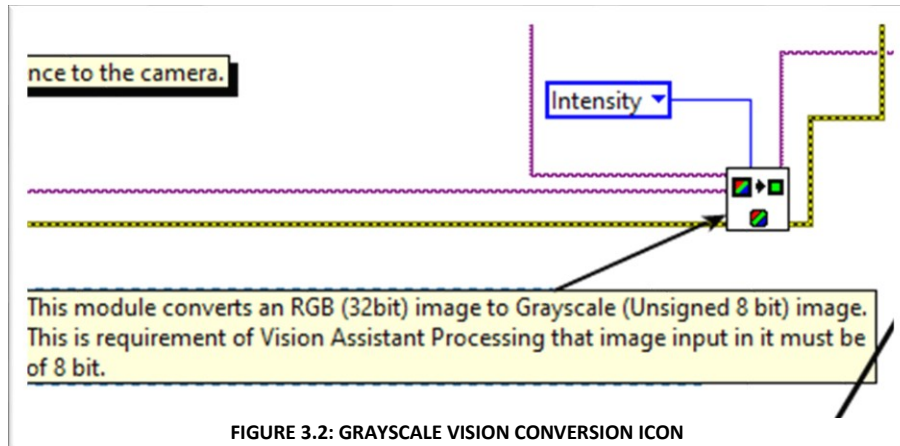 nce to the camera.
Intensity
This module converts an RGB (32bit) image to Grayscale (Unsigned 8 bit) image.
This is requirement of Vision Assistant Processing that image input in it must be
of 8 bit.
FIGURE 3.2: GRAYSCALE VISION CONVERSION ICON